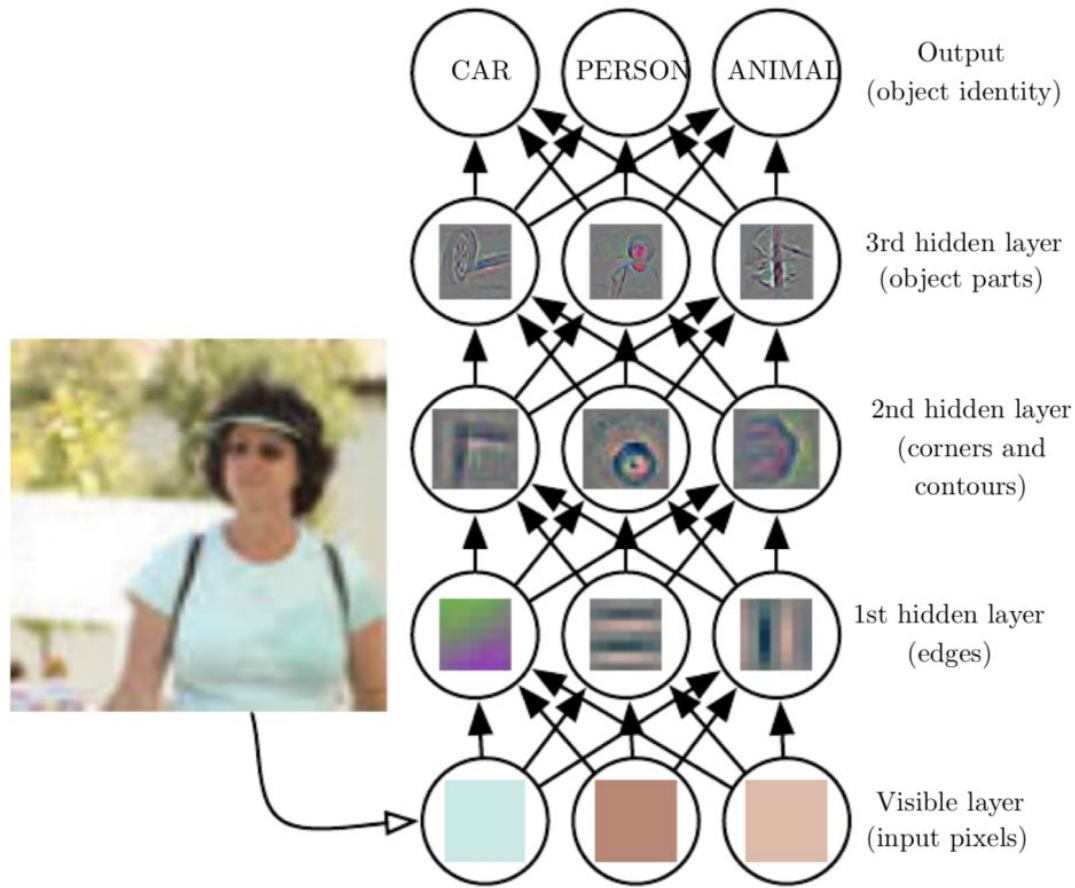 CAR PERSON ANIMAL
Output
(object identity)
3rd hidden layer
(object parts)
2nd hidden layer
(corners and
contours)
1st hidden layer
(edges)
Visible layer
(input pixels)